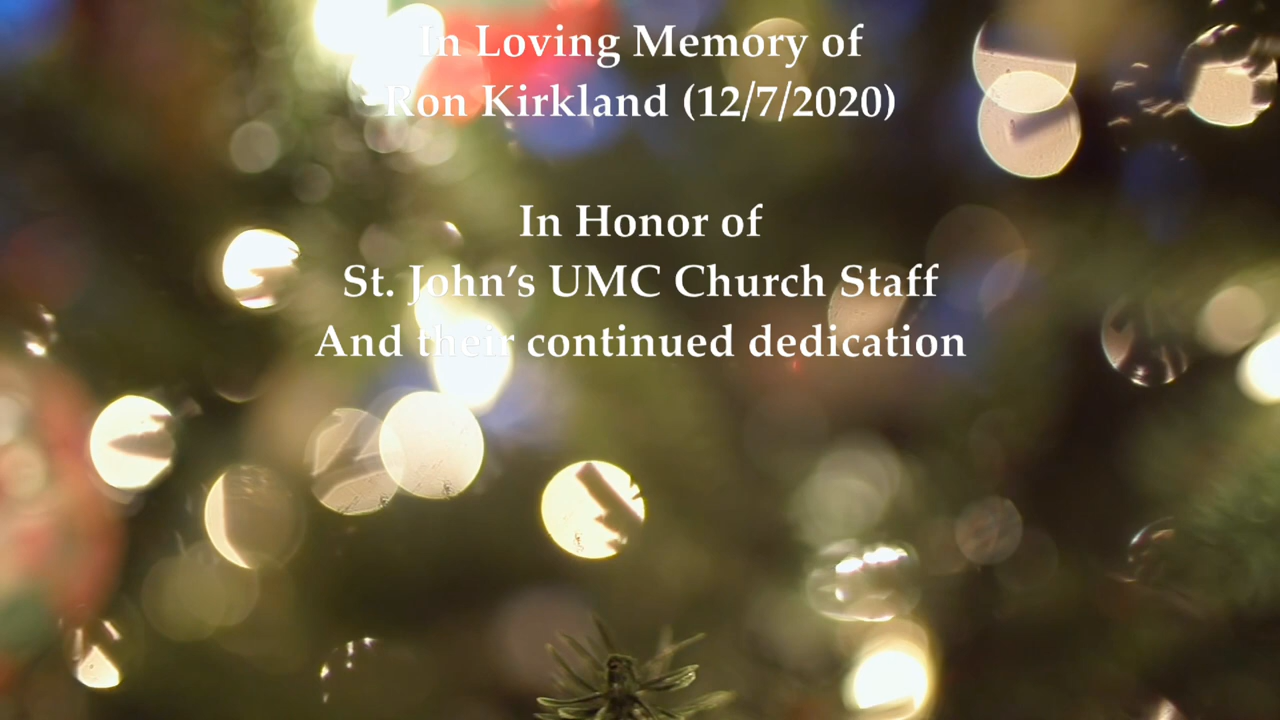 In Loving Memory of
Ron Kirkland (12/7/2020)
In Honor of
St. John’s UMC Church Staff
And their continued dedication